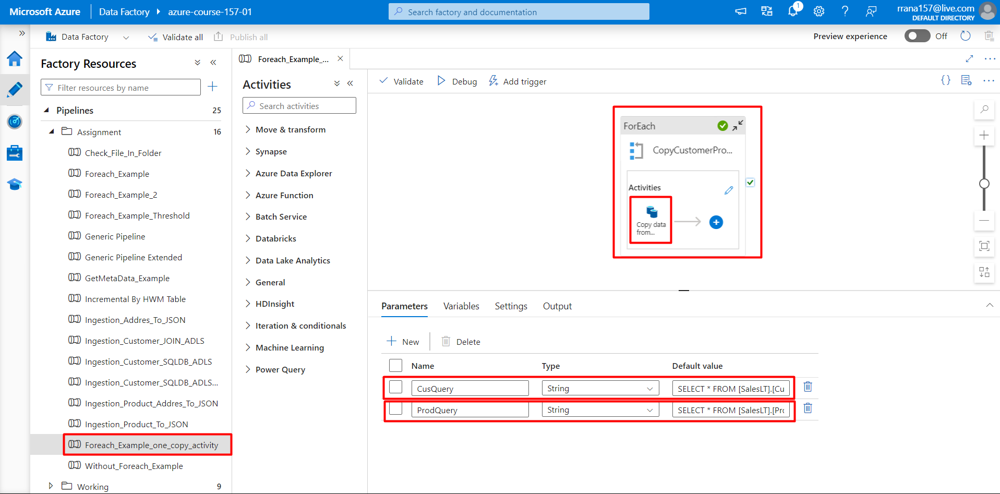 Microsoft Azure
Data Factory
azure-course-157-01
Search factory and documentation
1
rrana157@live.com
DEFAULT DIRECTORY
Data Factory
Validate all
Publish all
Preview experience
Off
Factory Resources
Filter resources by name
Pipelines 25
Assignment 16
Check_File_In_Folder
Foreach_Example
Foreach_Example_2
Foreach_Example_Threshold
Generic Pipeline
Generic Pipeline Extended
GetMetaData_Example
Incremental By HWM Table
Ingestion_Addres_To_JSON
Ingestion_Customer_JOIN_ADLS
Ingestion_Customer_SQLDB_ADLS
Ingestion_Customer_SQLDB_ADLS...
Ingestion_Product_Addres_To_JSON
Ingestion_Product_To_JSON
Foreach_Example_one_copy_activity
Without_Foreach_Example
Working 9
Foreach_Example_...
Activities
Search activities
Move & transform
Synapse
Azure Data Explorer
Azure Function
Batch Service
Databricks
Data Lake Analytics
General
HDInsight
Iteration & conditionals
Machine Learning
Power Query
Validate
Debug
Add trigger
ForEach
CopyCustomerPro...
Activities
Copy data
from...
Parameters Variables Settings Output
New
Delete
Name Type Default value
CusQuery String SELECT * FROM [SalesLT].[Cu
ProdQuery String SELECT * FROM [SalesLT].[Pro